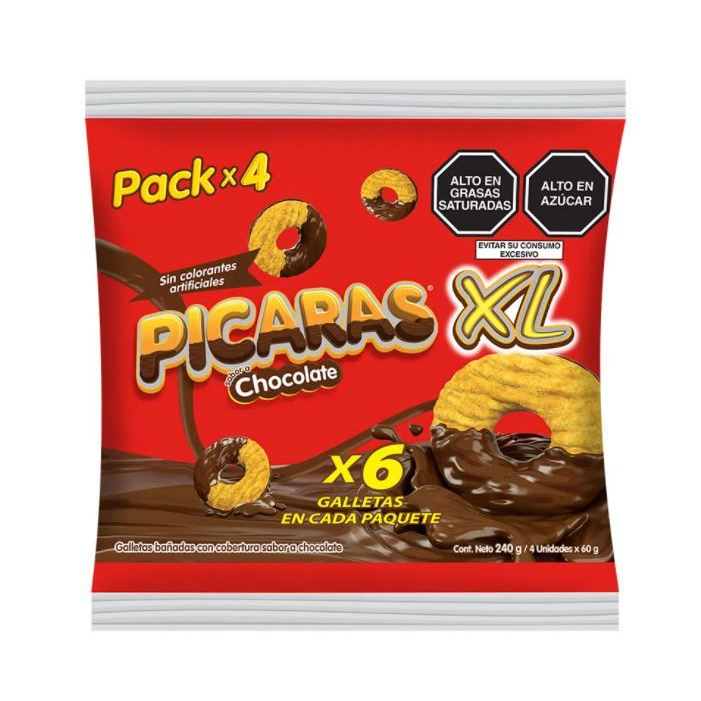 Pack x 4
ALTO EN
GRASAS
SATURADAS
ALTO EN
AZÚCAR
EVITAR SU CONSUMO
EXCESIVO
Sin colorantes
artificiales
PICARAS® XL
sabor a
Chocolate
X6
GALLETAS
EN CADA PAQUETE
Galletas bañadas con cobertura sabor a chocolate
Cont. Neto 240 g / 4 Unidades x 60 g